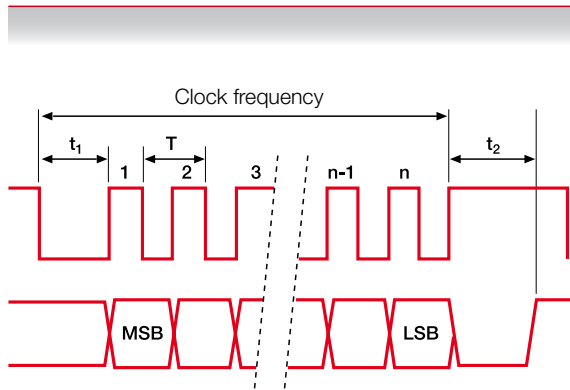 Clock frequency
t₁ T t₂
1 2 3 n-1 n
MSB LSB